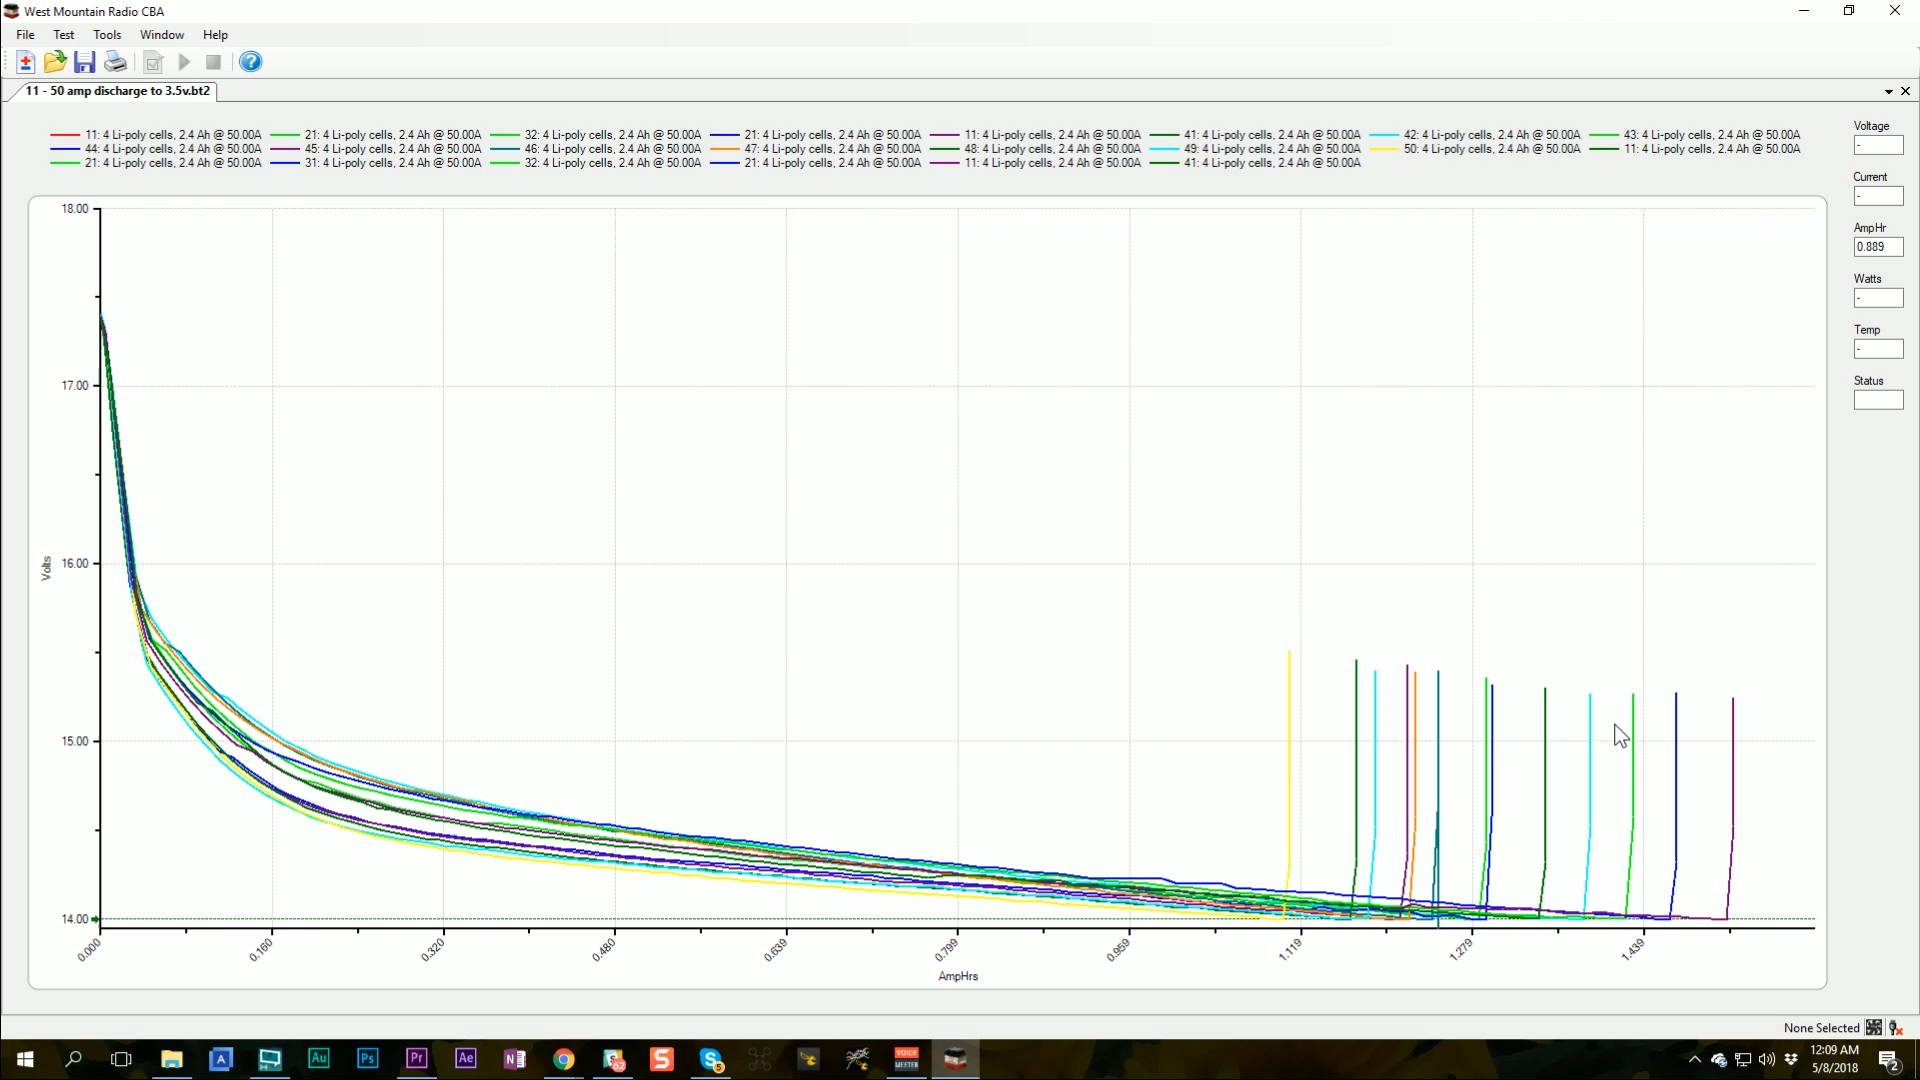 West Mountain Radio CBA
File Test Tools Window Help
11 - 50 amp discharge to 3.5v.bt2
11: 4 Li-poly cells, 2.4 Ah @ 50.00A 21: 4 Li-poly cells, 2.4 Ah @ 50.00A 32: 4 Li-poly cells, 2.4 Ah @ 50.00A 21: 4 Li-poly cells, 2.4 Ah @ 50.00A 11: 4 Li-poly cells, 2.4 Ah @ 50.00A 41: 4 Li-poly cells, 2.4 Ah @ 50.00A 42: 4 Li-poly cells, 2.4 Ah @ 50.00A 43: 4 Li-poly cells, 2.4 Ah @ 50.00A
44: 4 Li-poly cells, 2.4 Ah @ 50.00A 45: 4 Li-poly cells, 2.4 Ah @ 50.00A 46: 4 Li-poly cells, 2.4 Ah @ 50.00A 47: 4 Li-poly cells, 2.4 Ah @ 50.00A 48: 4 Li-poly cells, 2.4 Ah @ 50.00A 49: 4 Li-poly cells, 2.4 Ah @ 50.00A 50: 4 Li-poly cells, 2.4 Ah @ 50.00A 11: 4 Li-poly cells, 2.4 Ah @ 50.00A
21: 4 Li-poly cells, 2.4 Ah @ 50.00A 31: 4 Li-poly cells, 2.4 Ah @ 50.00A 32: 4 Li-poly cells, 2.4 Ah @ 50.00A 21: 4 Li-poly cells, 2.4 Ah @ 50.00A 11: 4 Li-poly cells, 2.4 Ah @ 50.00A 41: 4 Li-poly cells, 2.4 Ah @ 50.00A
Voltage
-
Current
-
AmpHr
0.889
Watts
-
Temp
-
Status
18.00
17.00
16.00
15.00
14.00
Volts
0.000 0.160 0.320 0.480 0.639 0.799 0.959 1.119 1.279 1.439
AmpHrs
None Selected
A Au Ps Pr Ae N 62 S S 5 VOICE MEETER
12:09 AM
5/8/2018
2